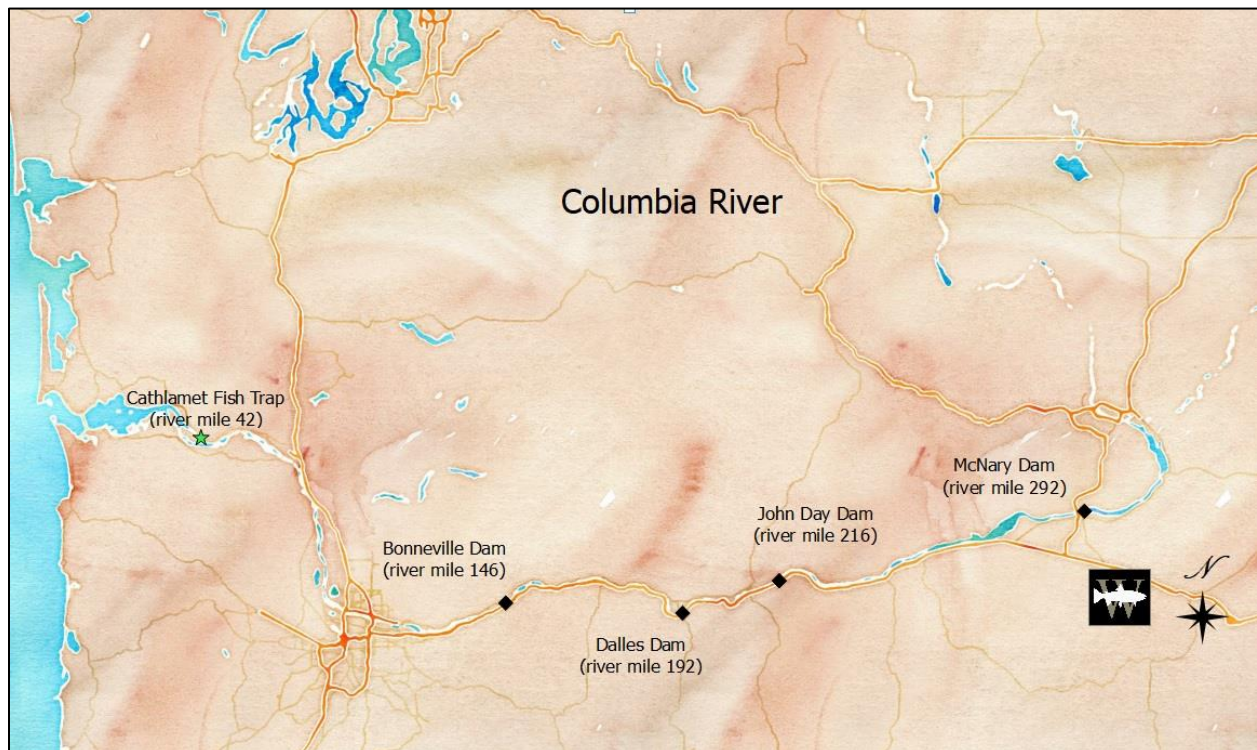 Columbia River
Cathlamet Fish Trap
(river mile 42)
McNary Dam
(river mile 292)
John Day Dam
(river mile 216)
Bonneville Dam
(river mile 146)
Dalles Dam
(river mile 192)
W
N